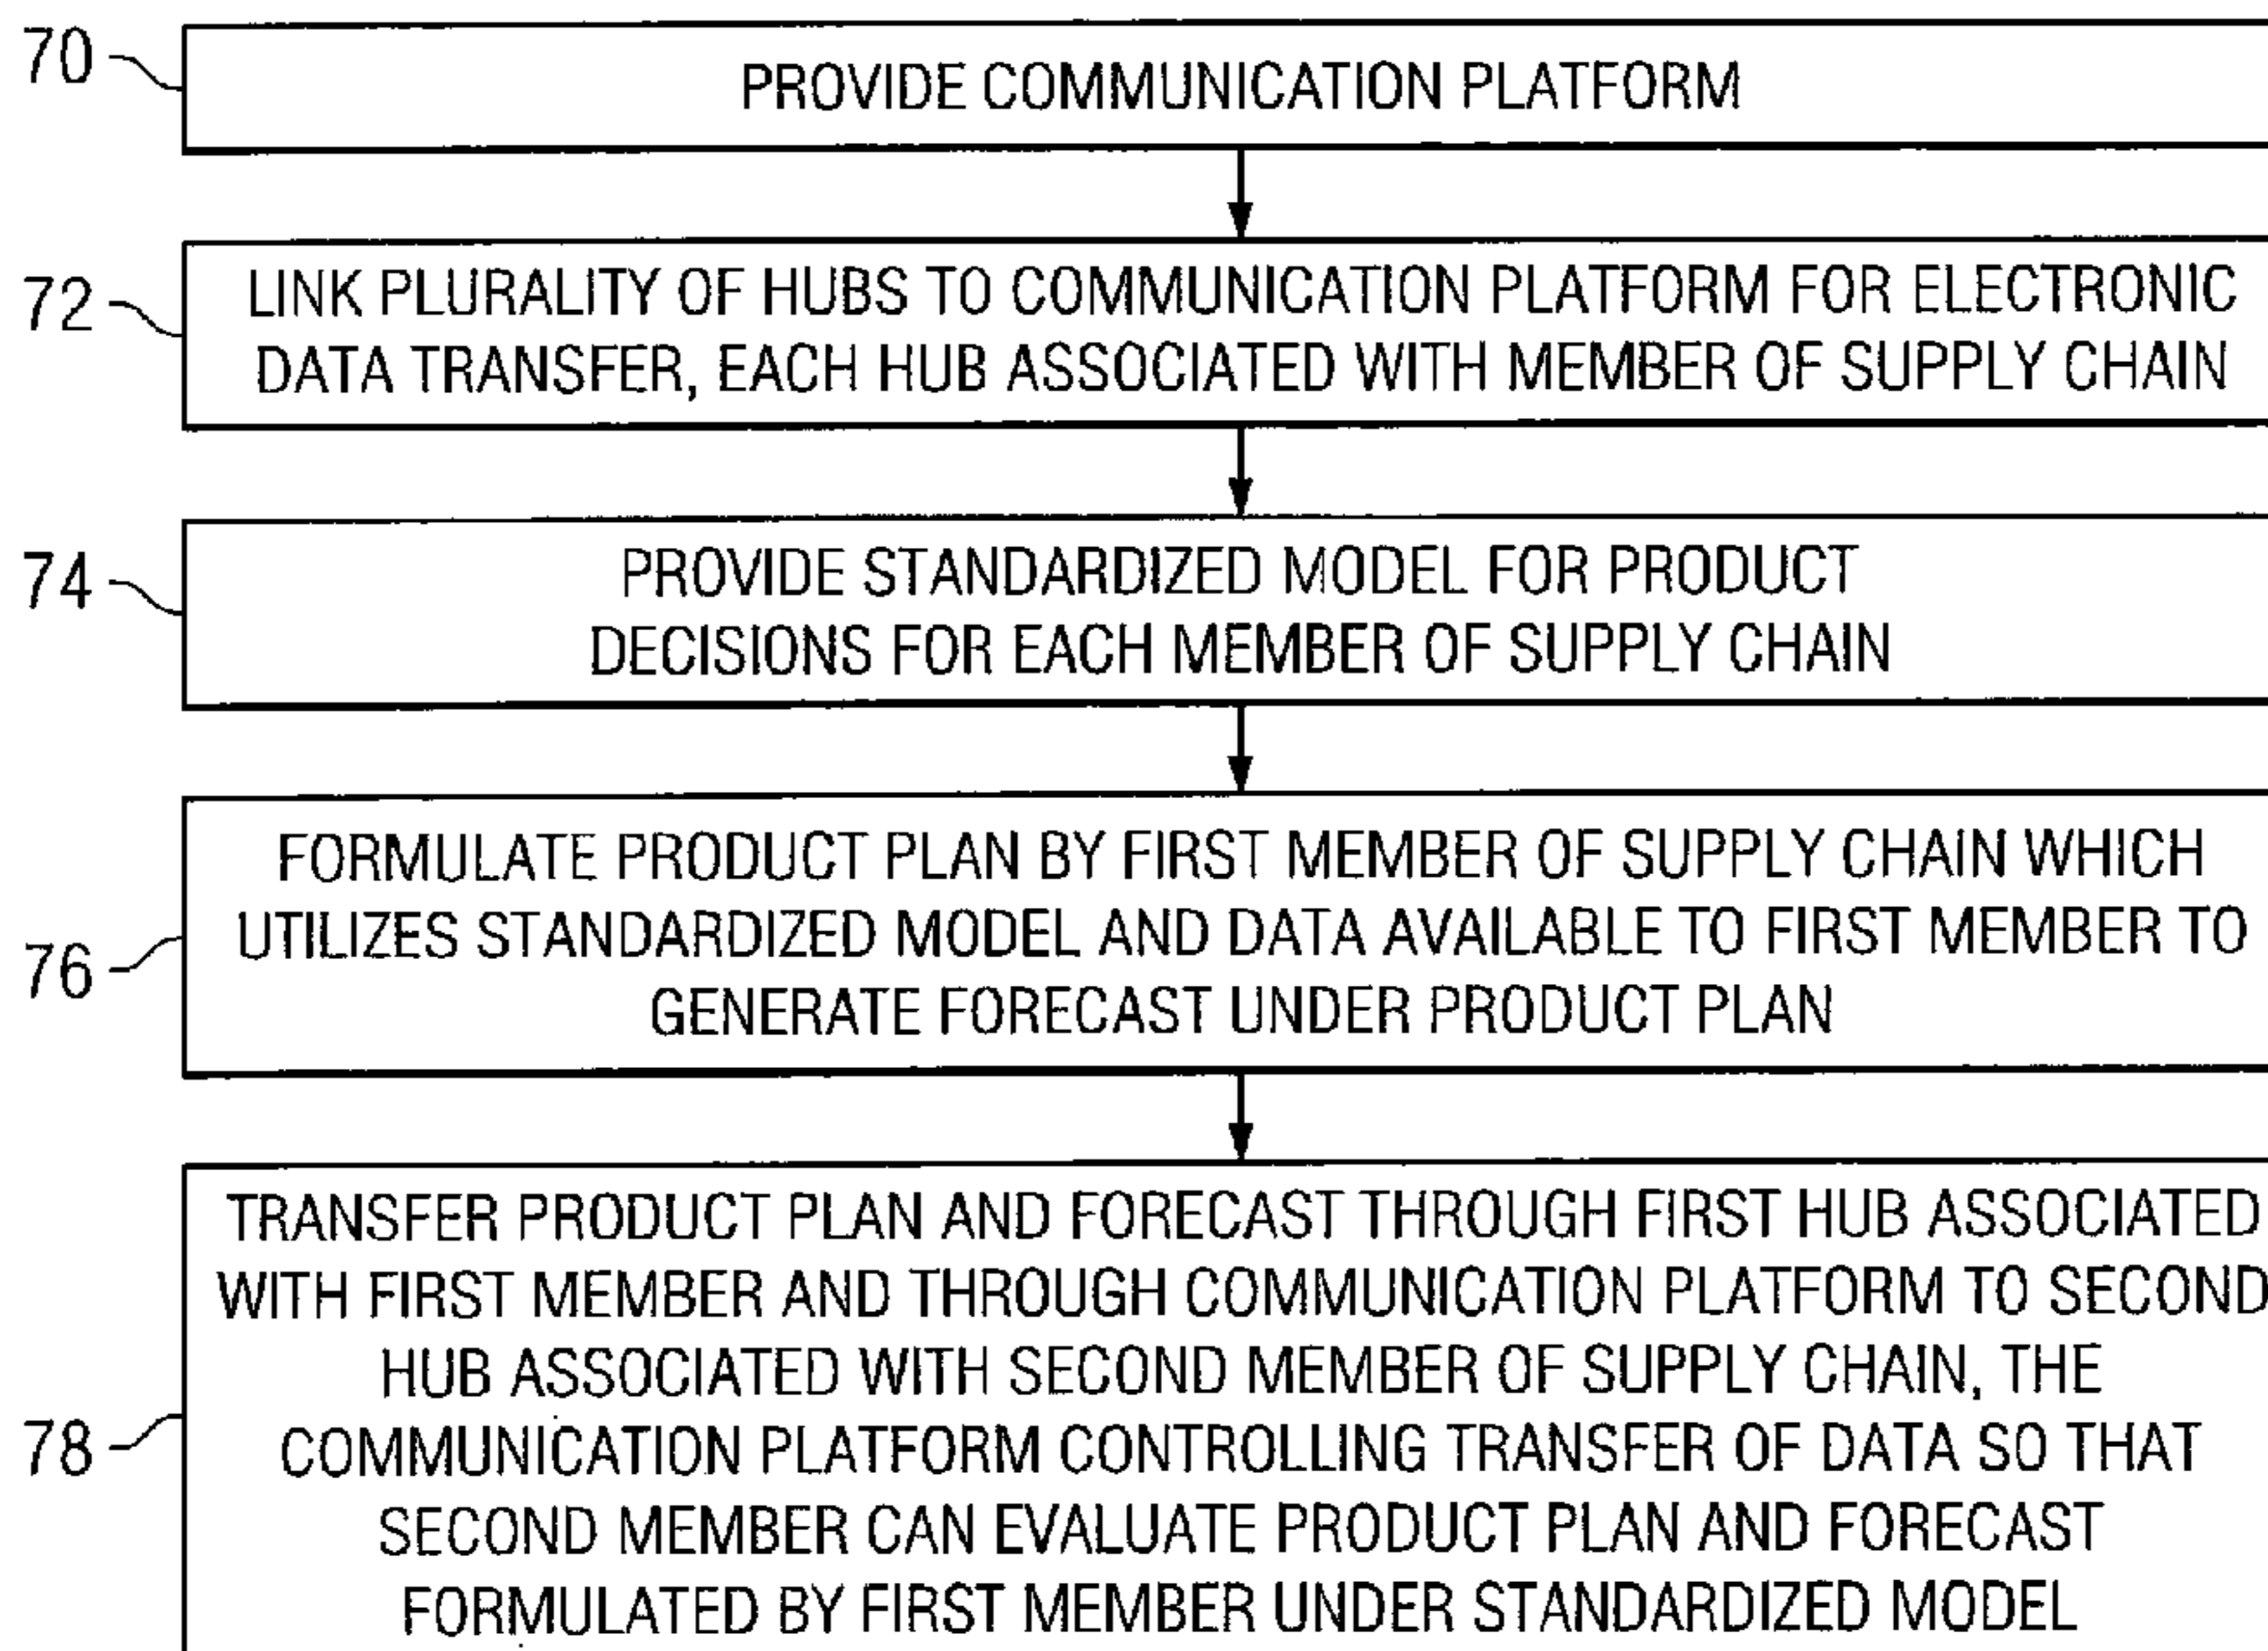 70
PROVIDE COMMUNICATION PLATFORM
72
LINK PLURALITY OF HUBS TO COMMUNICATION PLATFORM FOR ELECTRONIC
DATA TRANSFER, EACH HUB ASSOCIATED WITH MEMBER OF SUPPLY CHAIN
74
PROVIDE STANDARDIZED MODEL FOR PRODUCT
DECISIONS FOR EACH MEMBER OF SUPPLY CHAIN
76
FORMULATE PRODUCT PLAN BY FIRST MEMBER OF SUPPLY CHAIN WHICH
UTILIZES STANDARDIZED MODEL AND DATA AVAILABLE TO FIRST MEMBER TO
GENERATE FORECAST UNDER PRODUCT PLAN
78
TRANSFER PRODUCT PLAN AND FORECAST THROUGH FIRST HUB ASSOCIATED
WITH FIRST MEMBER AND THROUGH COMMUNICATION PLATFORM TO SECOND
HUB ASSOCIATED WITH SECOND MEMBER OF SUPPLY CHAIN, THE
COMMUNICATION PLATFORM CONTROLLING TRANSFER OF DATA SO THAT
SECOND MEMBER CAN EVALUATE PRODUCT PLAN AND FORECAST
FORMULATED BY FIRST MEMBER UNDER STANDARDIZED MODEL